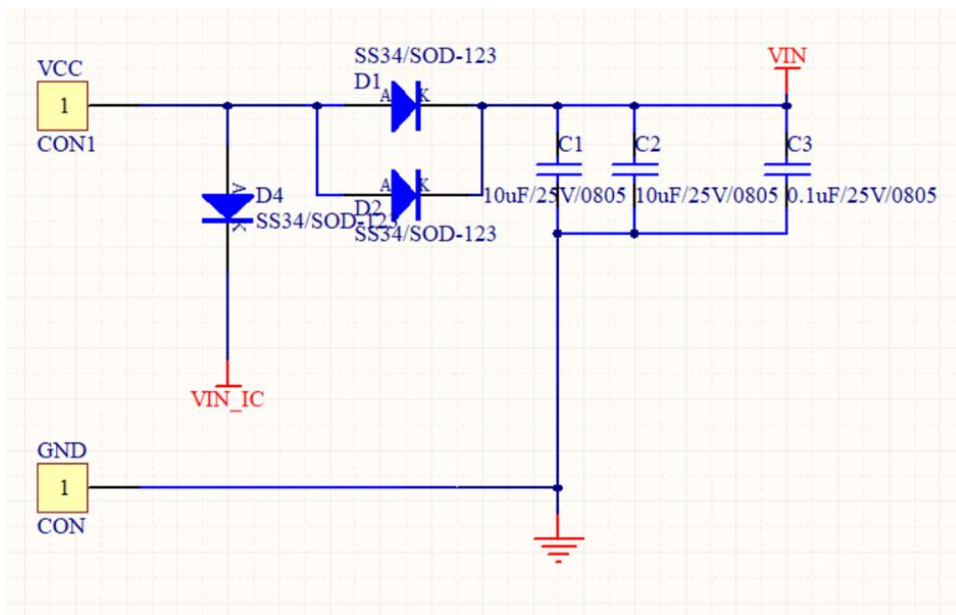 SS34/SOD-123
VCC
D1
VIN
1
A
K
CON1
C1
C2
C3
A
K
10uF/25V/0805
10uF/25V/0805
0.1uF/25V/0805
A
D4
D2
K
SS34/SOD-123
SS34/SOD-123
VIN_IC
GND
1
CON